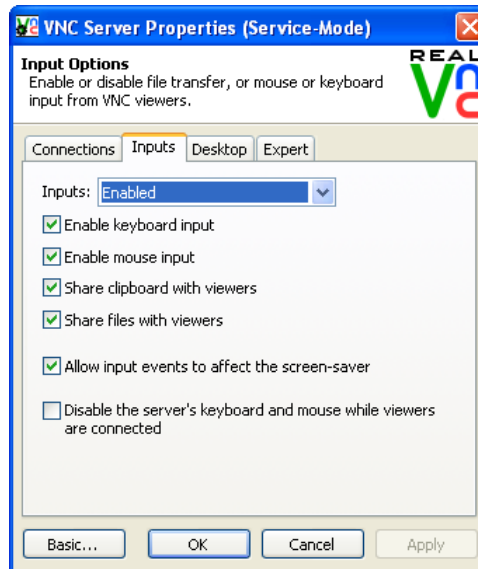 VNC Server Properties (Service-Mode)
Input Options
Enable or disable file transfer, or mouse or keyboard
input from VNC viewers.
REAL
VNC
Connections Inputs Desktop Expert
Inputs: Enabled
Enable keyboard input
Enable mouse input
Share clipboard with viewers
Share files with viewers
Allow input events to affect the screen-saver
Disable the server's keyboard and mouse while viewers
are connected
Basic... OK Cancel Apply